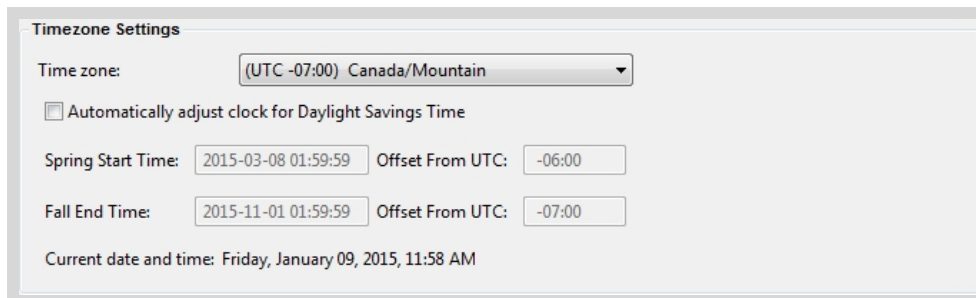 Timezone Settings
Time zone: (UTC -07:00) Canada/Mountain
Automatically adjust clock for Daylight Savings Time
Spring Start Time: 2015-03-08 01:59:59 Offset From UTC: -06:00
Fall End Time: 2015-11-01 01:59:59 Offset From UTC: -07:00
Current date and time: Friday, January 09, 2015, 11:58 AM